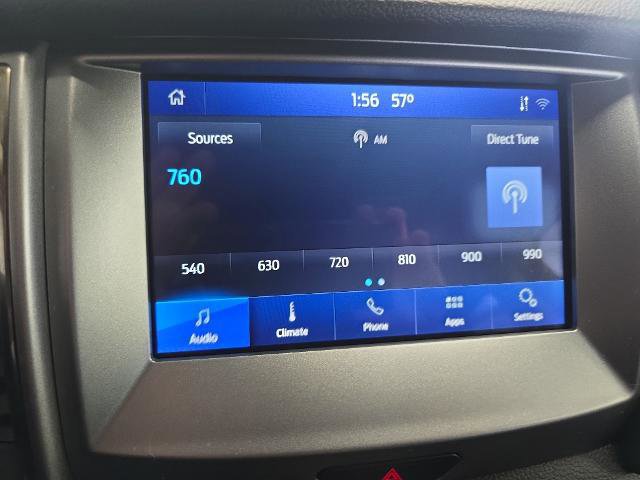 1:56 57°
Sources AM Direct Tune
760
540 630 720 810 900 990
Audio Climate Phone Apps Settings